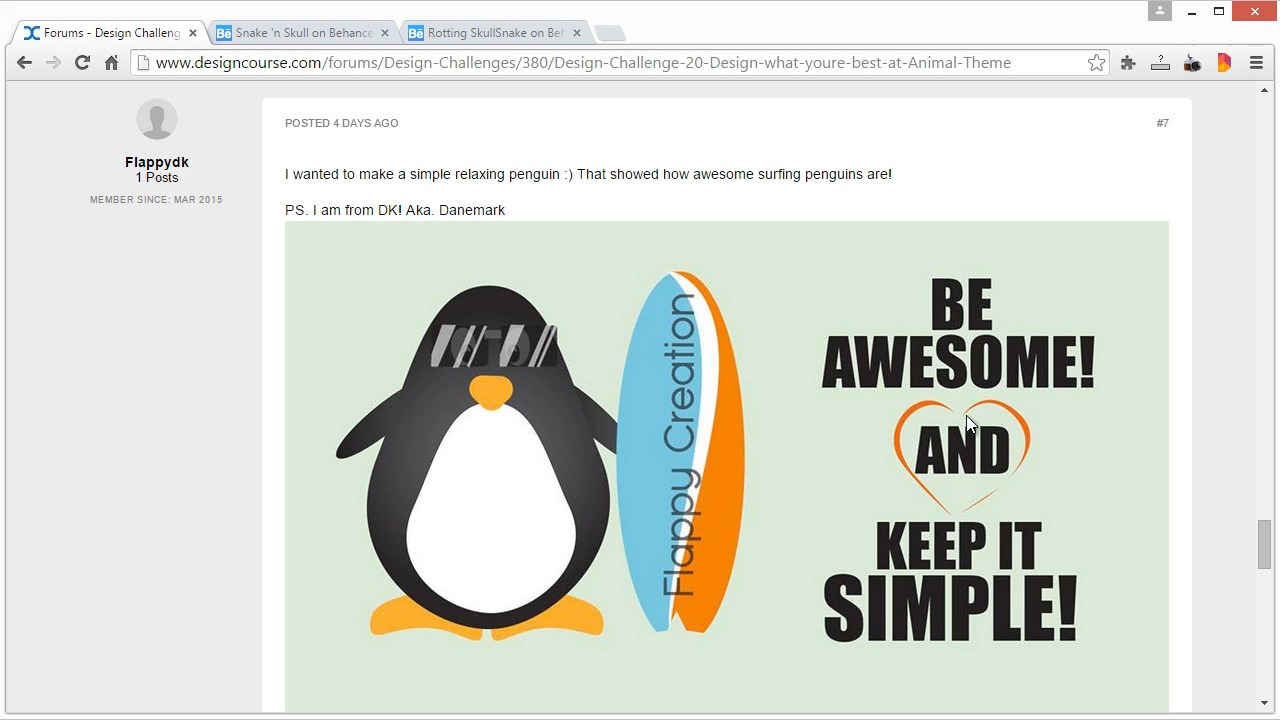 Forums - Design Challeng
Snake 'n Skull on Behance
Rotting SkullSnake on Beh
www.designcourse.com/forums/Design-Challenges/380/Design-Challenge-20-Design-what-youre-best-at-Animal-Theme
POSTED 4 DAYS AGO
#7
Flappydk
1 Posts
MEMBER SINCE: MAR 2015
I wanted to make a simple relaxing penguin :) That showed how awesome surfing penguins are!
PS. I am from DK! Aka. Danemark
Flappy Creation
BE
AWESOME!
AND
KEEP IT
SIMPLE!